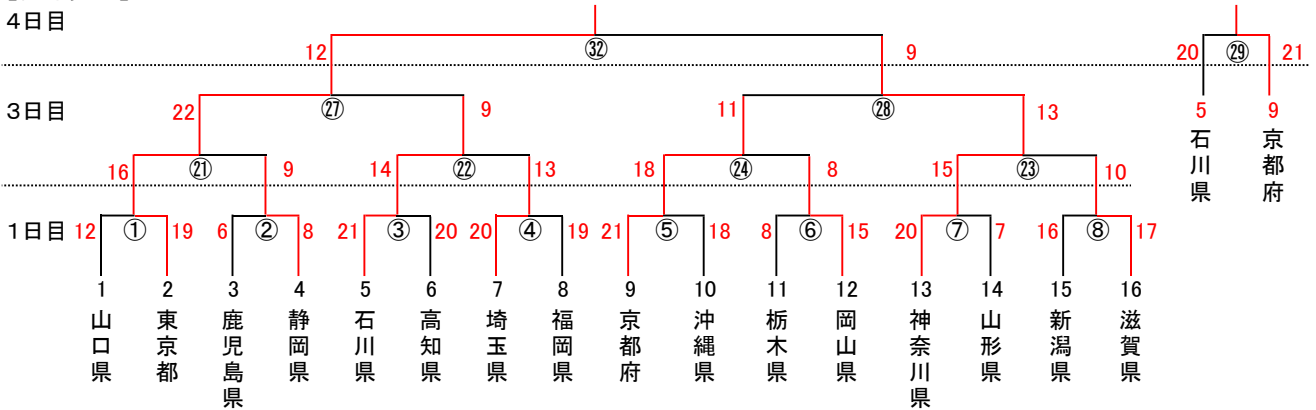 4日目
12 ㉜ 9 20 ㉙ 21
3日目 22 ㉗ 9 11 ㉘ 13 5 9
石川県 京都府
16 ㉑ 9 14 ㉒ 13 18 ㉔ 8 15 ㉓ 10
1日目 12 ① 19 6 ② 8 21 ③ 20 20 ④ 19 21 ⑤ 18 8 ⑥ 15 20 ⑦ 7 16 ⑧ 17
1 2 3 4 5 6 7 8 9 10 11 12 13 14 15 16
山口県 東京都 鹿児島県 静岡県 石川県 高知県 埼玉県 福岡県 京都府 沖縄県 栃木県 岡山県 神奈川県 山形県 新潟県 滋賀県